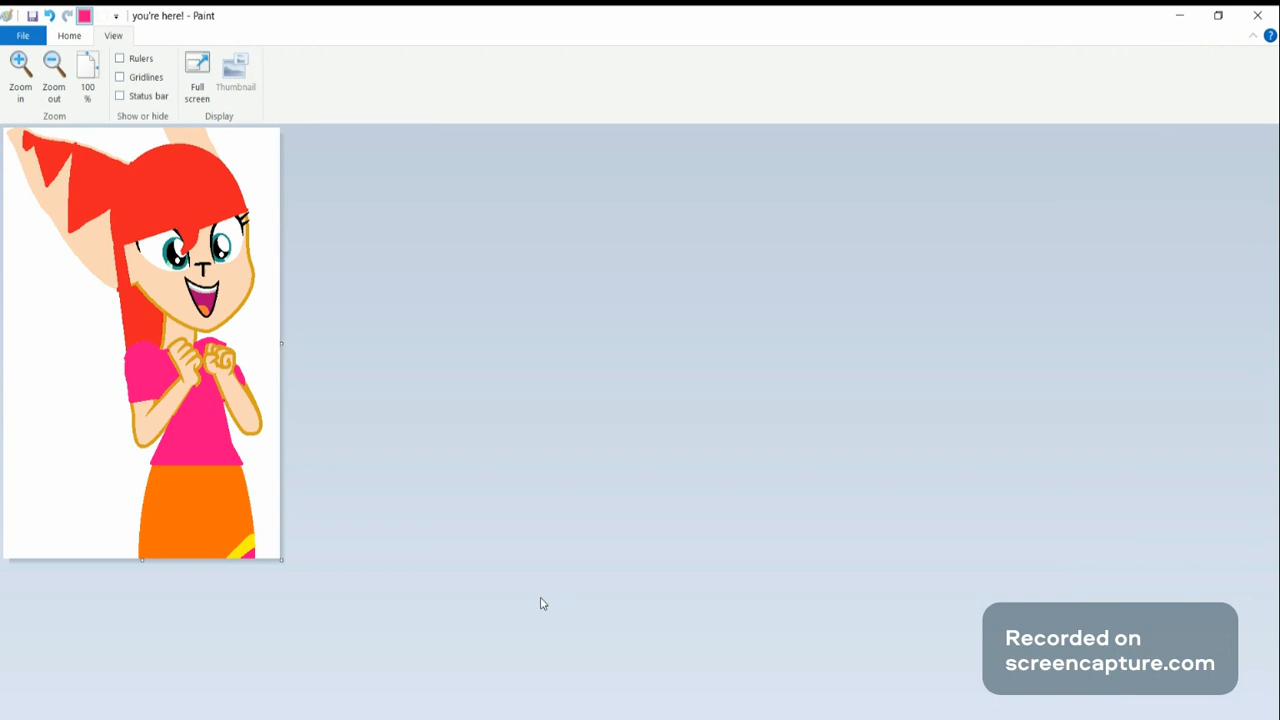 you're here! - Paint
File Home View
Zoom in
Zoom out
100 %
Rulers
Gridlines
Status bar
Full screen
Thumbnail
Zoom
Show or hide
Display
Recorded on
screencapture.com